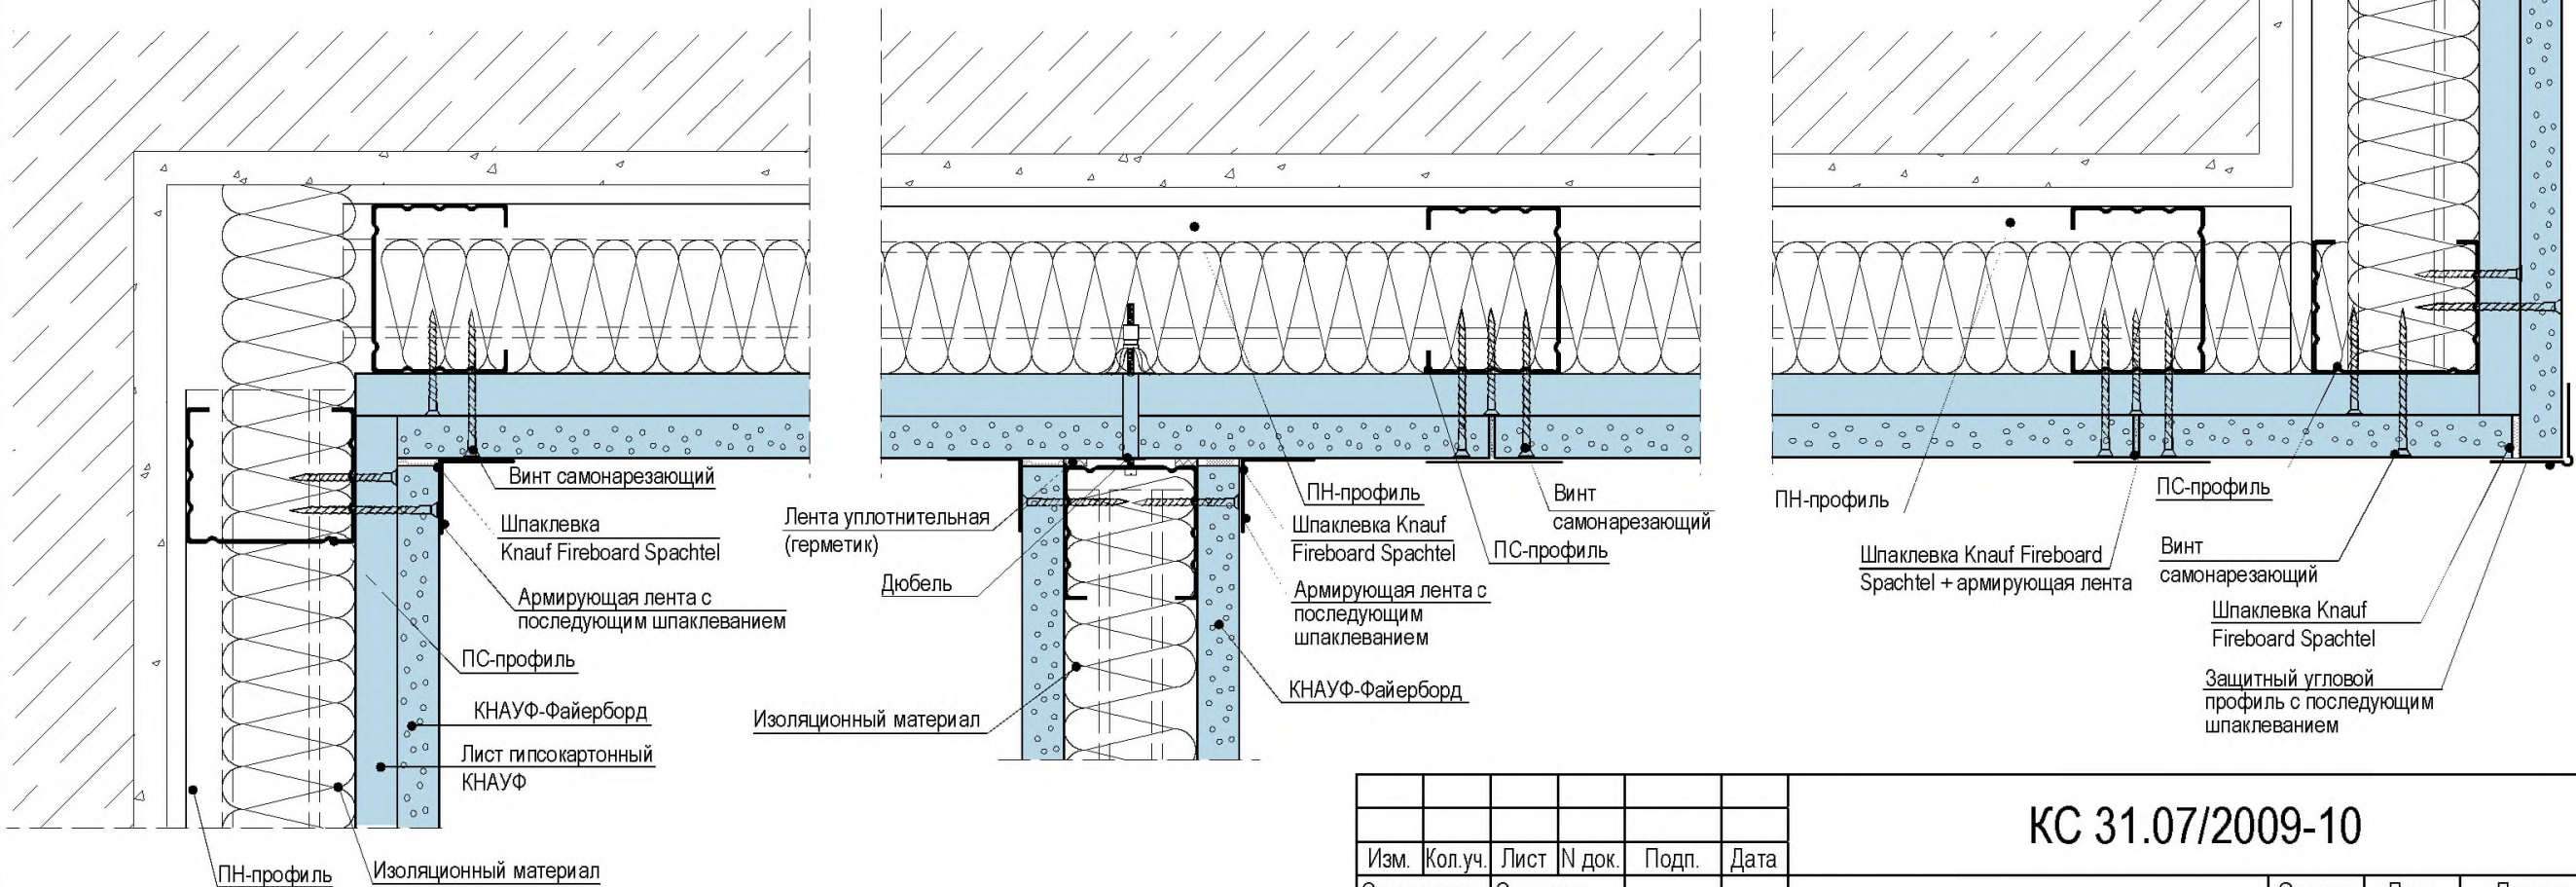 Винт самонарезающий
Шпаклевка
Knauf Fireboard Spachtel
Армирующая лента с
последующим шпаклеванием
ПС-профиль
КНАУФ-Файерборд
Лист гипсокартонный
КНАУФ
ПН-профиль
Изоляционный материал
Лента уплотнительная
(герметик)
Дюбель
Изоляционный материал
ПН-профиль
Шпаклевка Knauf
Fireboard Spachtel
Армирующая лента с
последующим
шпаклеванием
КНАУФ-Файерборд
Винт
самонарезающий
ПС-профиль
ПН-профиль
Шпаклевка Knauf Fireboard
Spachtel + армирующая лента
ПС-профиль
Винт
самонарезающий
Шпаклевка Knauf
Fireboard Spachtel
Защитный угловой
профиль с последующим
шпаклеванием
КС 31.07/2009-10
Изм. Кол.уч. Лист N док. Подп. Дата